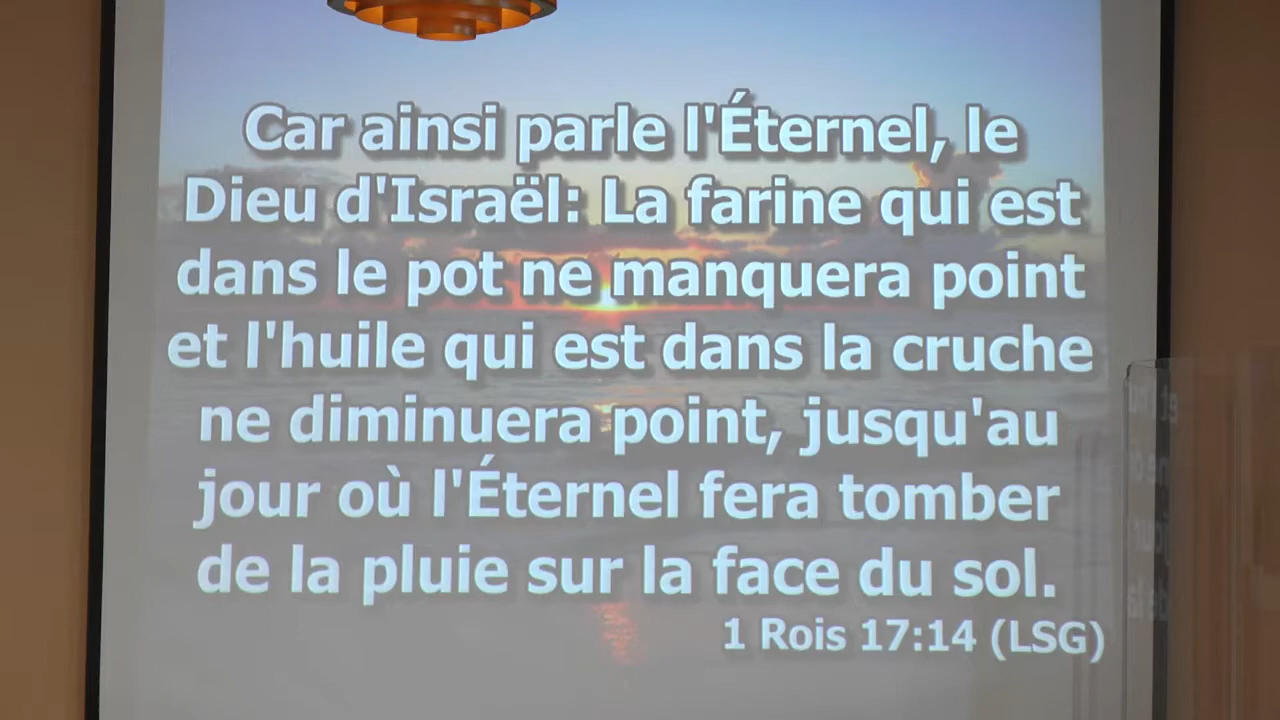 Car ainsi parle l'Éternel, le
Dieu d'Israël: La farine qui est
dans le pot ne manquera point
et l'huile qui est dans la cruche
ne diminuera point, jusqu'au
jour où l'Éternel fera tomber
de la pluie sur la face du sol.
1 Rois 17:14 (LSG)